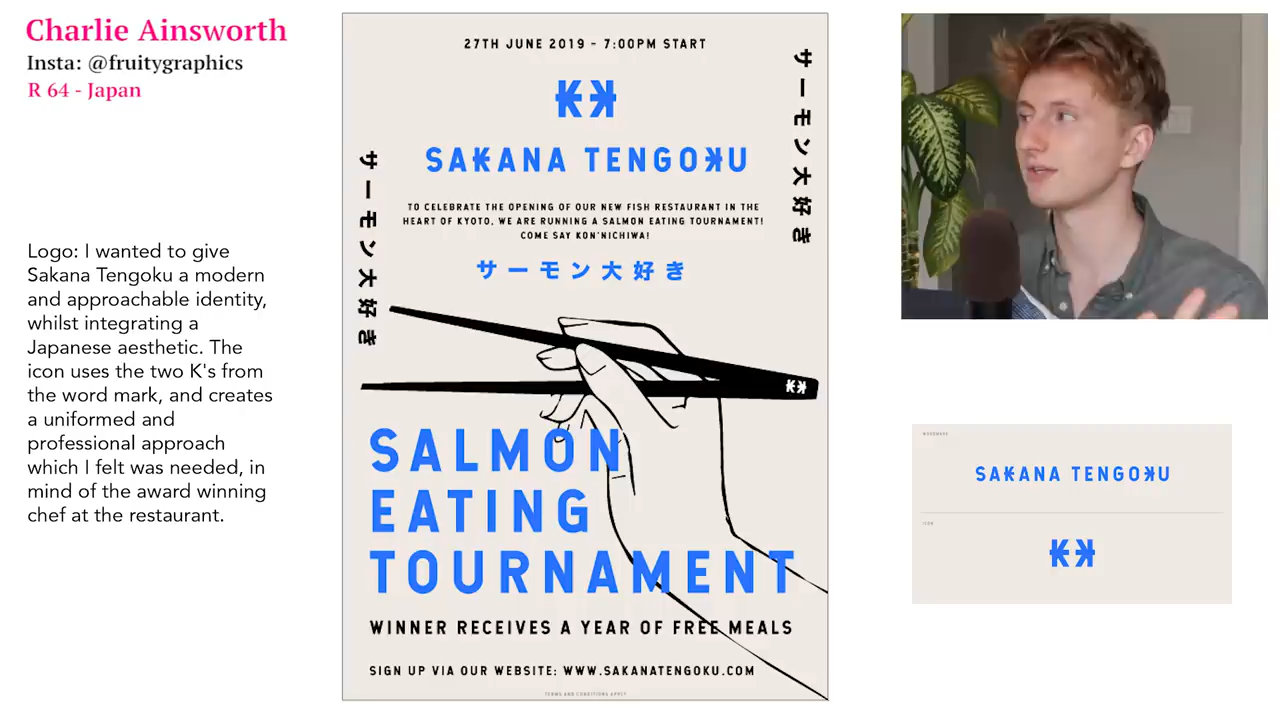 Charlie Ainsworth
Insta: @fruitygraphics
R 64 - Japan
Logo: I wanted to give
Sakana Tengoku a modern
and approachable identity,
whilst integrating a
Japanese aesthetic. The
icon uses the two K's from
the word mark, and creates
a uniformed and
professional approach
which I felt was needed, in
mind of the award winning
chef at the restaurant.
27TH JUNE 2019 - 7:00PM START
KK
SAKANA TENGOKU
TO CELEBRATE THE OPENING OF OUR NEW FISH RESTAURANT IN THE
HEART OF KYOTO, WE ARE RUNNING A SALMON EATING TOURNAMENT!
COME SAY KON'NICHIWA!
サーモン大好き
サーモン大好き
サーモン大好き
KK
SALMON
EATING
TOURNAMENT
WINNER RECEIVES A YEAR OF FREE MEALS
SIGN UP VIA OUR WEBSITE: WWW.SAKANATENGOKU.COM
TERMS AND CONDITIONS APPLY
WORDMARK
SAKANA TENGOKU
ICON
KK